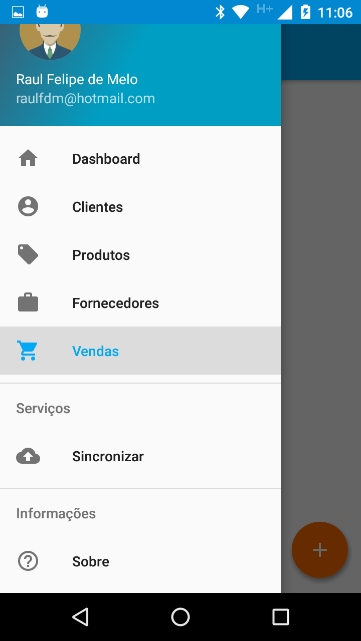 H+ 11:06
Raul Felipe de Melo
raulfdm@hotmail.com
Dashboard
Clientes
Produtos
Fornecedores
Vendas
Serviços
Sincronizar
Informações
Sobre
+